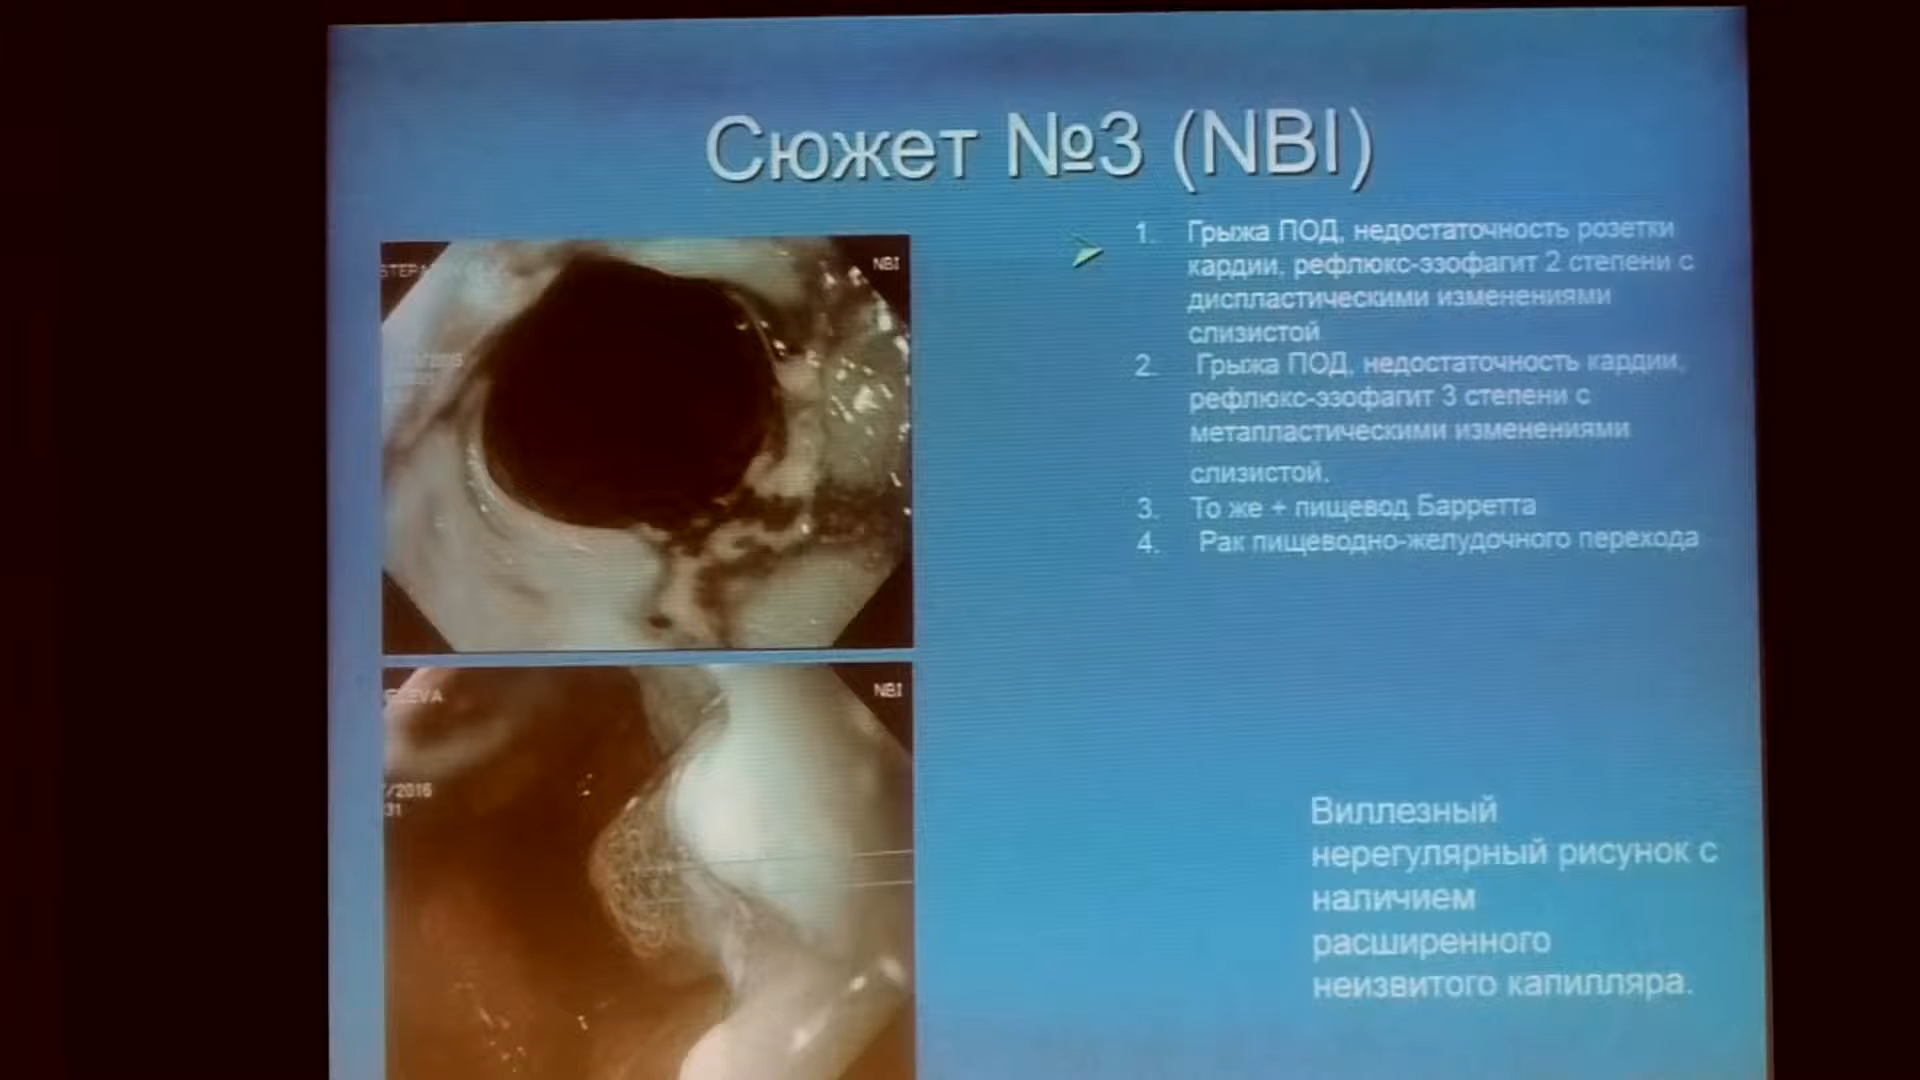 Сюжет №3 (NBI)
NBI
1. Грыжа ПОД, недостаточность розетки
кардии, рефлюкс-эзофагит 2 степени с
диспластическими изменениями
слизистой
2. Грыжа ПОД, недостаточность кардии,
рефлюкс-эзофагит 3 степени с
метапластическими изменениями
слизистой.
3. То же + пищевод Барретта
4. Рак пищеводно-желудочного перехода
NBI
/2016
31
Виллезный
нерегулярный рисунок с
наличием
расширенного
неизвитого капилляра.